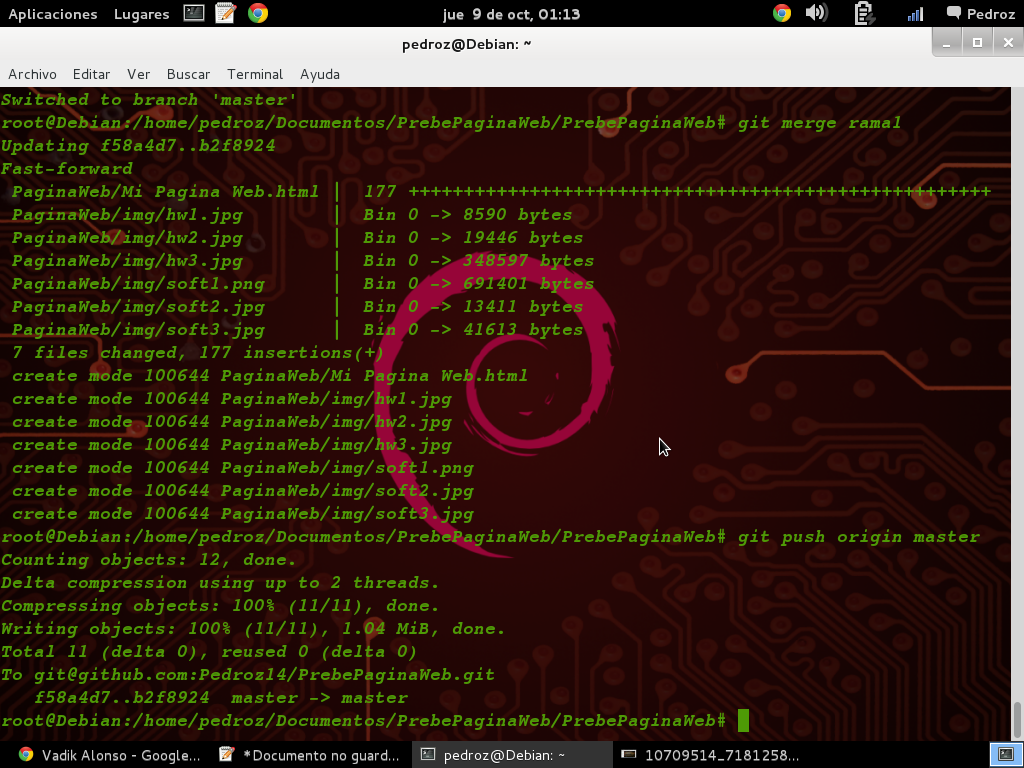 Aplicaciones Lugares jue 9 de oct, 01:13 Pedroz
pedroz@Debian: ~
Archivo Editar Ver Buscar Terminal Ayuda
Switched to branch 'master'
root@Debian:/home/pedroz/Documentos/PrebePaginaWeb/PrebePaginaWeb# git merge rama1
Updating f58a4d7..b2f8924
Fast-forward
 PaginaWeb/Mi Pagina Web.html |  177 +++++++++++++++++++++++++++++++++++++++++++++++++++++
 PaginaWeb/img/hw1.jpg        |  Bin 0 -> 8590 bytes
 PaginaWeb/img/hw2.jpg        |  Bin 0 -> 19446 bytes
 PaginaWeb/img/hw3.jpg        |  Bin 0 -> 348597 bytes
 PaginaWeb/img/soft1.png      |  Bin 0 -> 691401 bytes
 PaginaWeb/img/soft2.jpg      |  Bin 0 -> 13411 bytes
 PaginaWeb/img/soft3.jpg      |  Bin 0 -> 41613 bytes
 7 files changed, 177 insertions(+)
 create mode 100644 PaginaWeb/Mi Pagina Web.html
 create mode 100644 PaginaWeb/img/hw1.jpg
 create mode 100644 PaginaWeb/img/hw2.jpg
 create mode 100644 PaginaWeb/img/hw3.jpg
 create mode 100644 PaginaWeb/img/soft1.png
 create mode 100644 PaginaWeb/img/soft2.jpg
 create mode 100644 PaginaWeb/img/soft3.jpg
root@Debian:/home/pedroz/Documentos/PrebePaginaWeb/PrebePaginaWeb# git push origin master
Counting objects: 12, done.
Delta compression using up to 2 threads.
Compressing objects: 100% (11/11), done.
Writing objects: 100% (11/11), 1.04 MiB, done.
Total 11 (delta 0), reused 0 (delta 0)
To git@github.com:Pedroz14/PrebePaginaWeb.git
   f58a4d7..b2f8924  master -> master
root@Debian:/home/pedroz/Documentos/PrebePaginaWeb/PrebePaginaWeb#
Vadik Alonso - Google... *Documento no guard... pedroz@Debian: ~ 10709514_7181258...